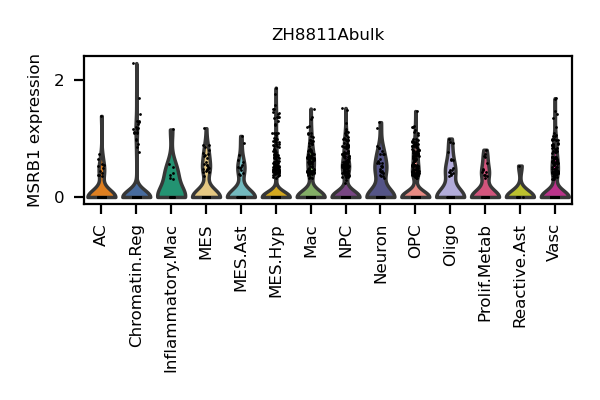 ZH8811Abulk
MSRB1 expression
2
0
AC
Chromatin.Reg
Inflammatory.Mac
MES
MES.Ast
MES.Hyp
Mac
NPC
Neuron
OPC
Oligo
Prolif.Metab
Reactive.Ast
Vasc